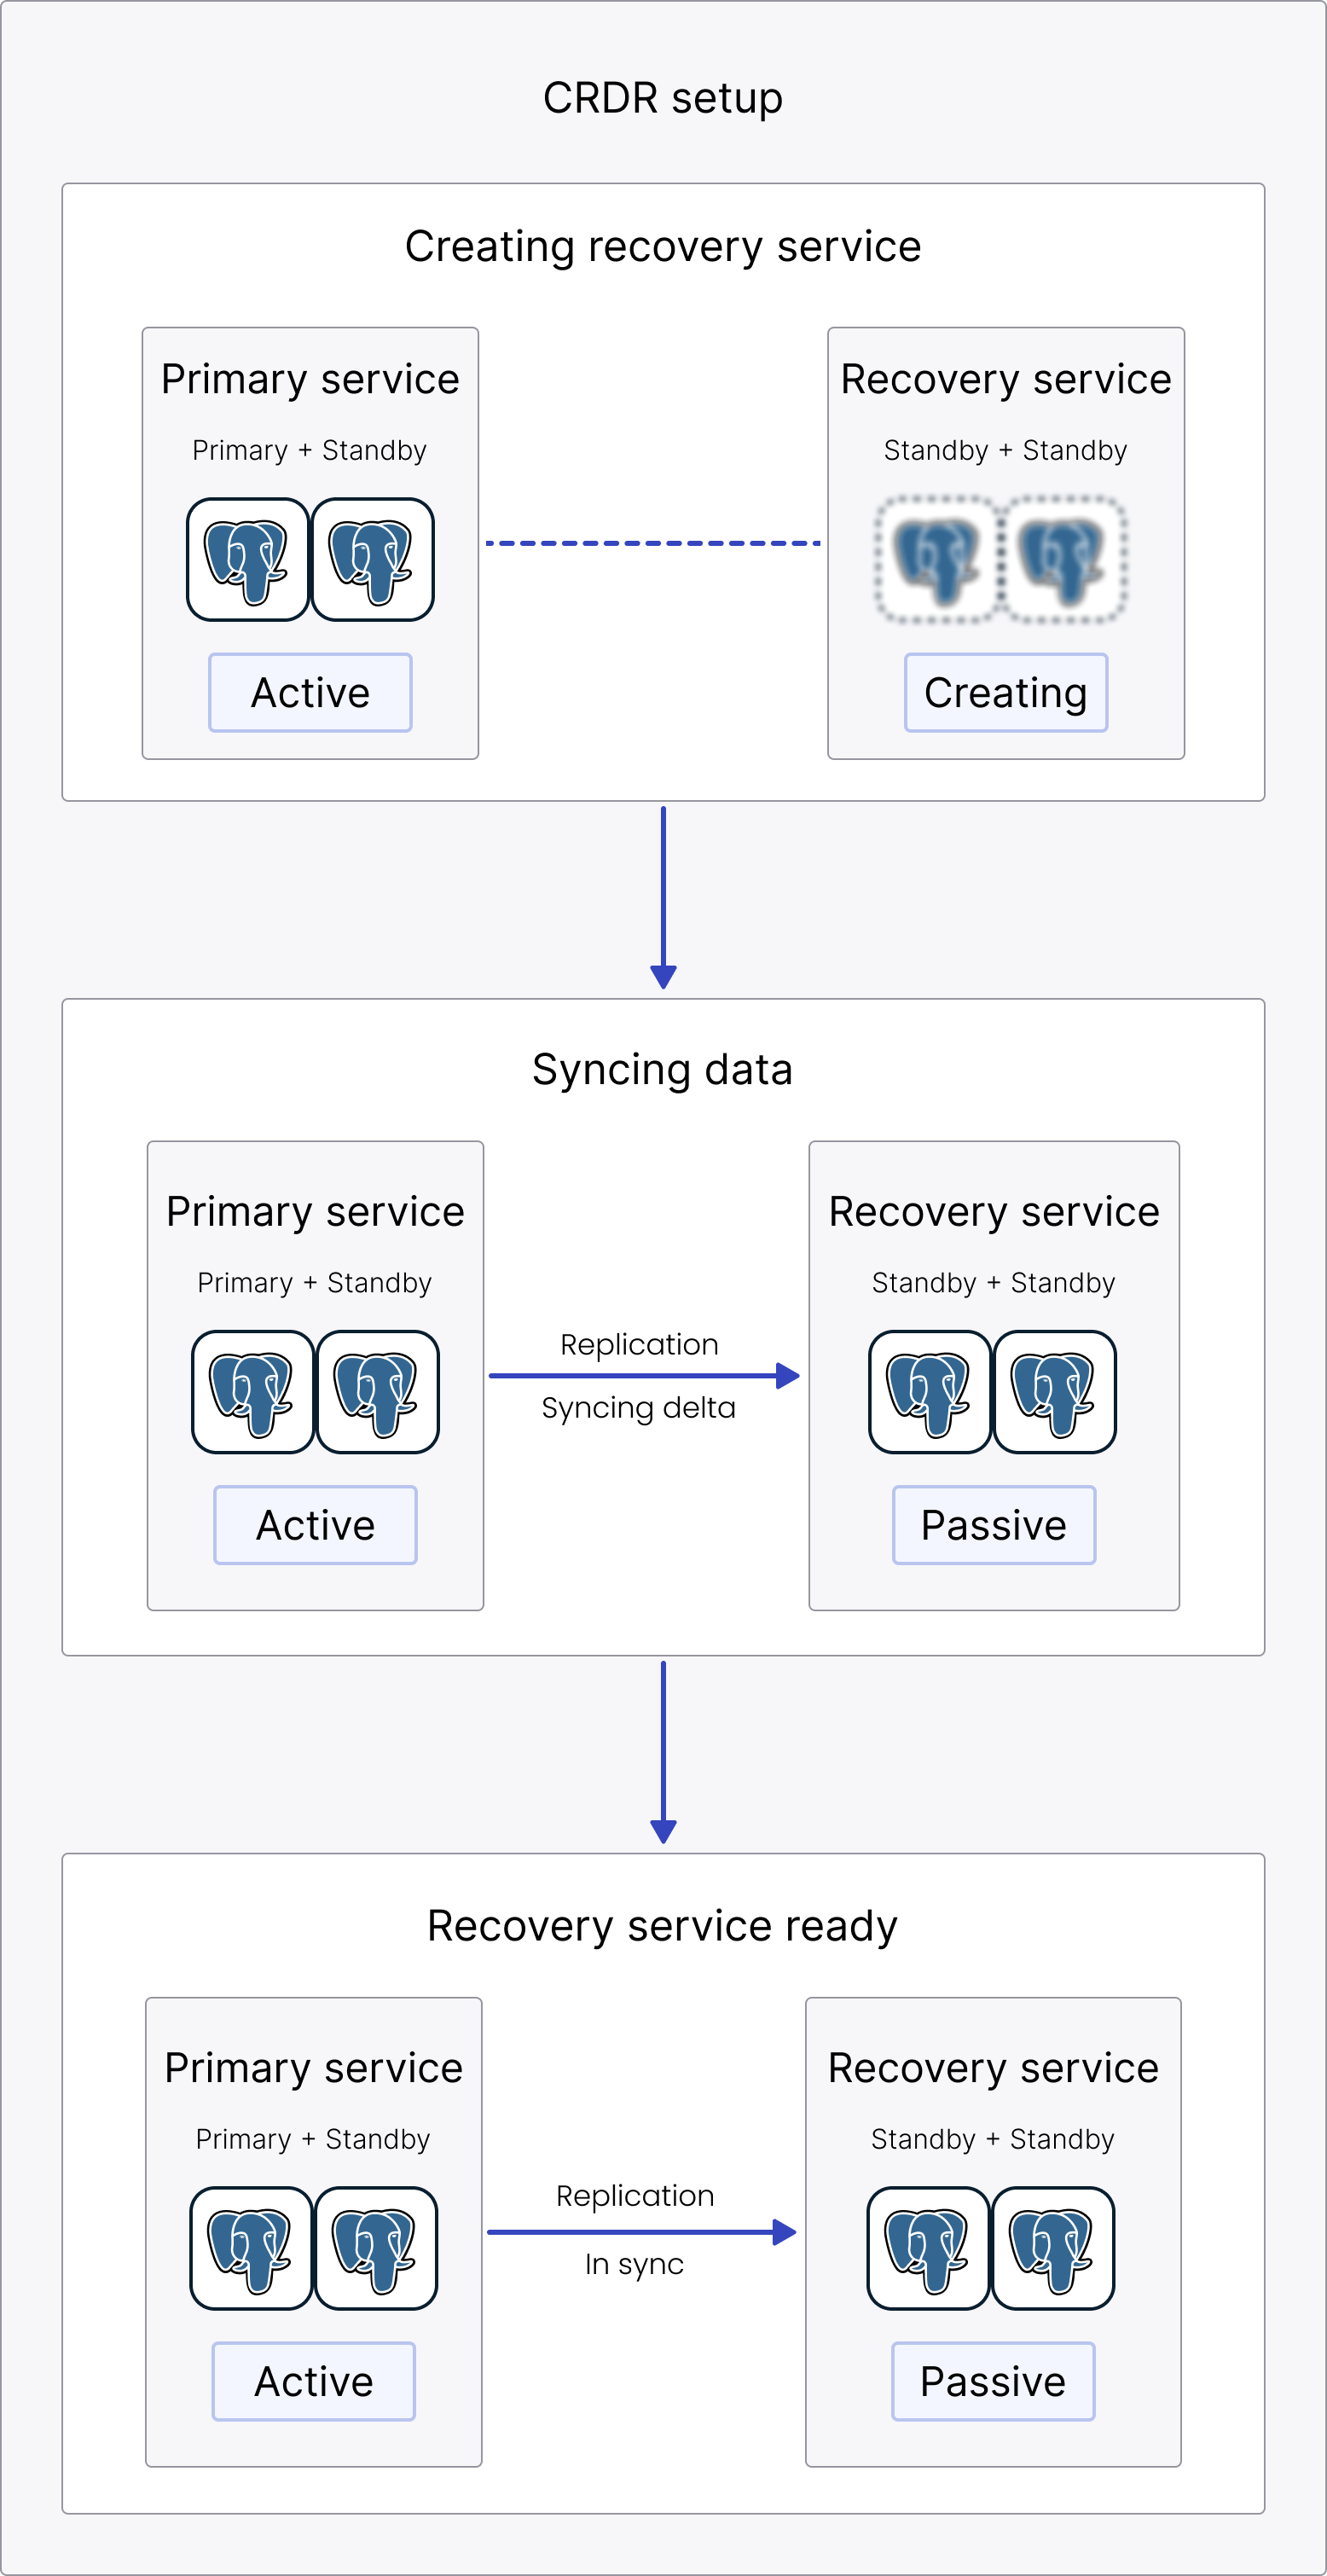 CRDR setup
Creating recovery service
Primary service
Primary + Standby
Active
Recovery service
Standby + Standby
Creating
Syncing data
Primary service
Primary + Standby
Active
Replication
Syncing delta
Recovery service
Standby + Standby
Passive
Recovery service ready
Primary service
Primary + Standby
Active
Replication
In sync
Recovery service
Standby + Standby
Passive